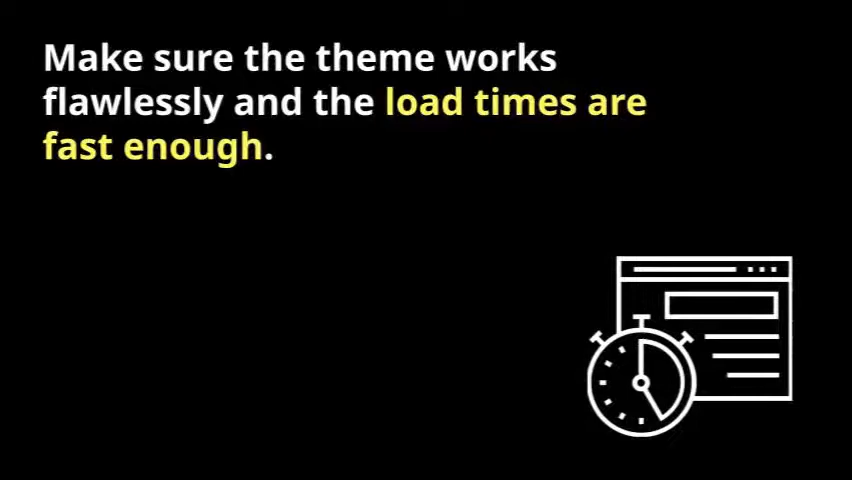 Make sure the theme works
flawlessly and the load times are
fast enough.